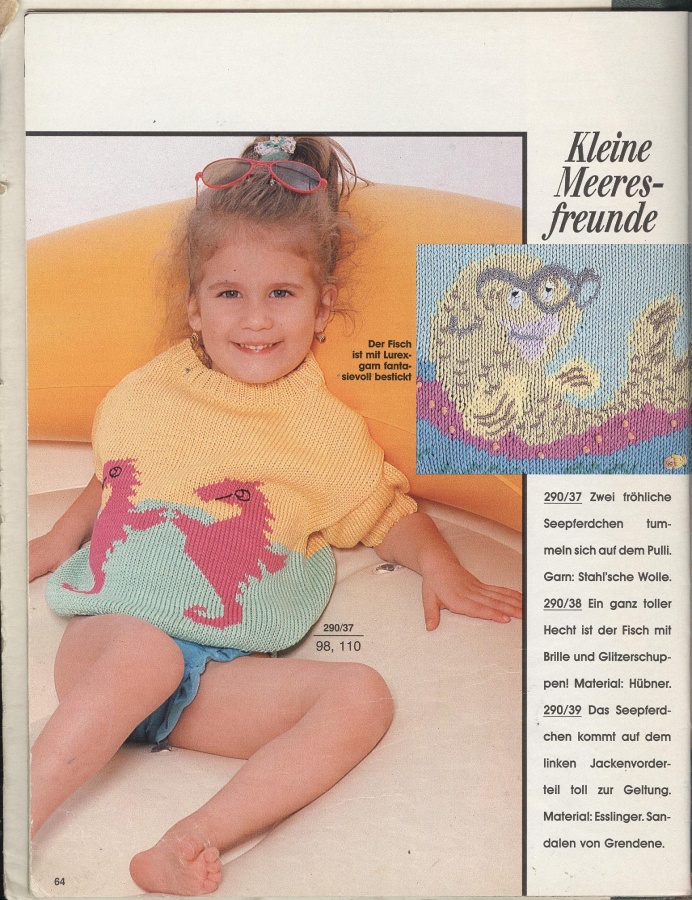 Kleine
Meeres-
freunde
Der Fisch
ist mit Lurex-
garn fanta-
sievoll bestickt
290/37
98, 110
290/37 Zwei fröhliche
Seepferdchen tum-
meln sich auf dem Pulli.
Garn: Stahl'sche Wolle.
290/38 Ein ganz toller
Hecht ist der Fisch mit
Brille und Glitzerschup-
pen! Material: Hübner.
290/39 Das Seepferd-
chen kommt auf dem
linken Jackenvorder-
teil toll zur Geltung.
Material: Esslinger. San-
dalen von Grendene.
64